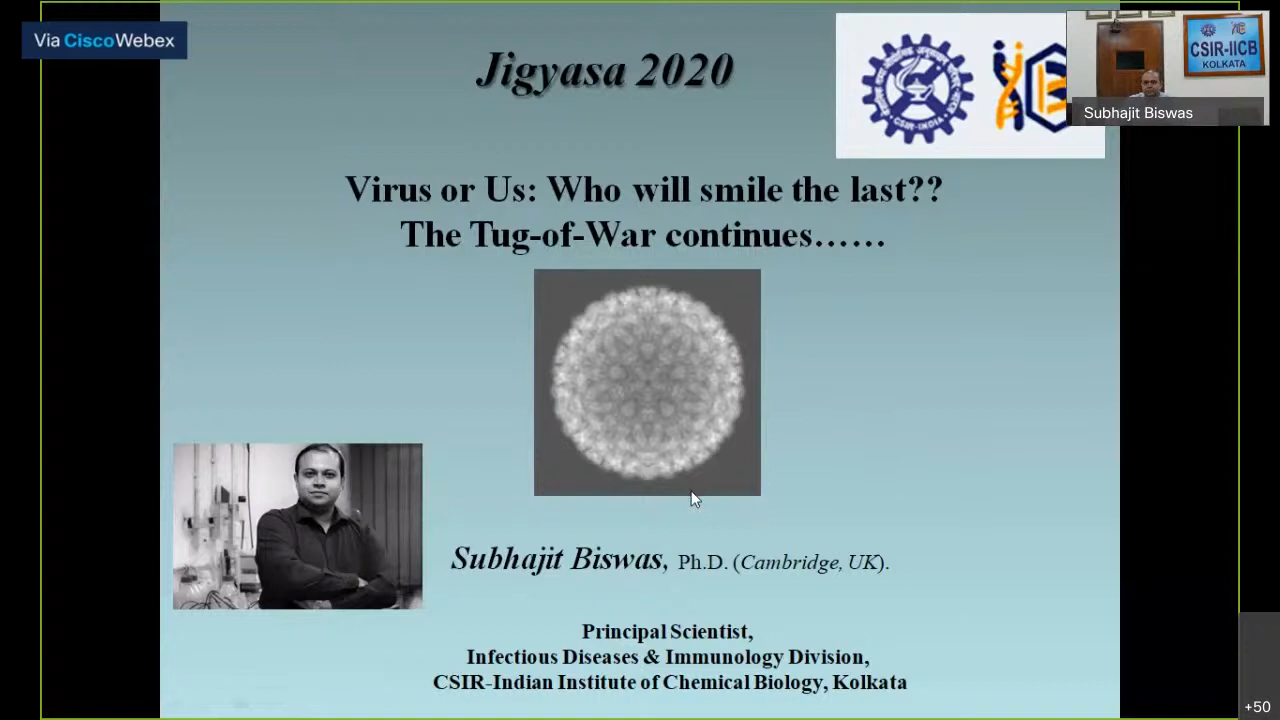 Via CiscoWebex
Jigyasa 2020
CSIR-INDIA
CSIR-IICB
KOLKATA
Subhajit Biswas
Virus or Us: Who will smile the last??
The Tug-of-War continues……
Subhajit Biswas, Ph.D. (Cambridge, UK).
Principal Scientist,
Infectious Diseases & Immunology Division,
CSIR-Indian Institute of Chemical Biology, Kolkata
+50